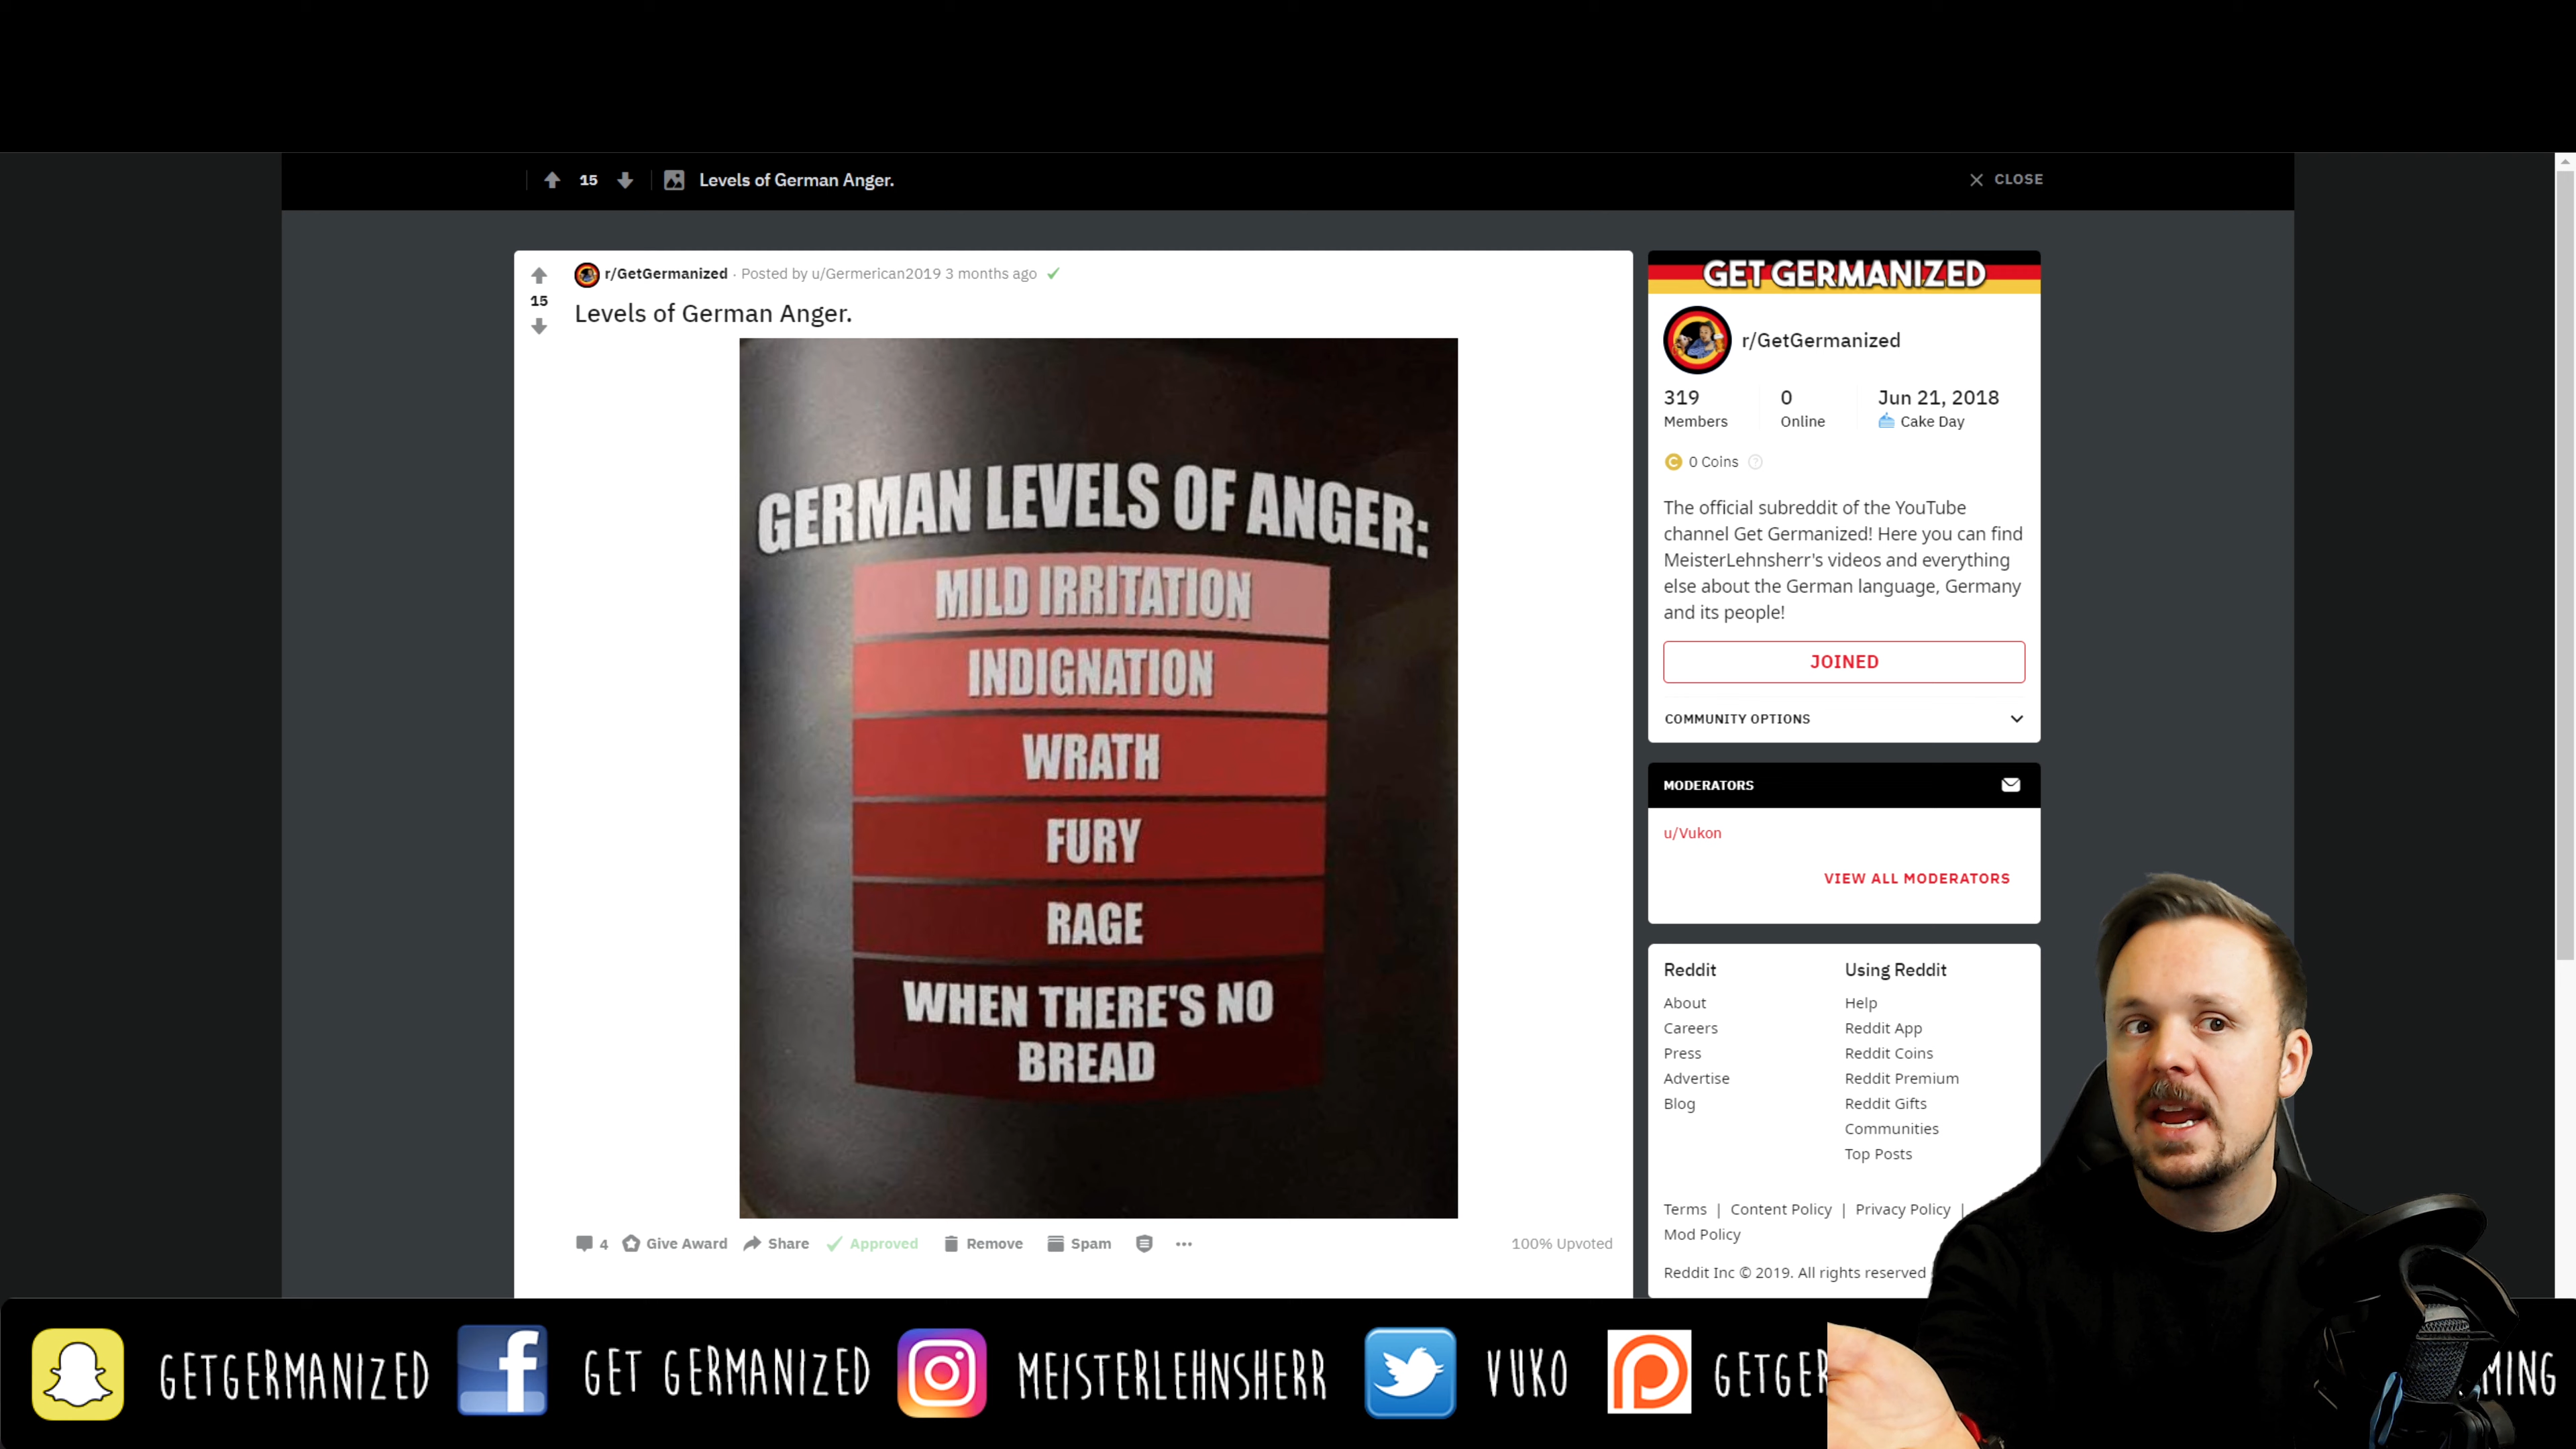 15
Levels of German Anger.
CLOSE
r/GetGermanized · Posted by u/Germerican2019 3 months ago
15
Levels of German Anger.
GERMAN LEVELS OF ANGER:
MILD IRRITATION
INDIGNATION
WRATH
FURY
RAGE
WHEN THERE'S NO
BREAD
4 Give Award Share Approved Remove Spam
100% Upvoted
GET GERMANIZED
r/GetGermanized
319 0 Jun 21, 2018
Members Online Cake Day
0 Coins
The official subreddit of the YouTube
channel Get Germanized! Here you can find
MeisterLehnsherr's videos and everything
else about the German language, Germany
and its people!
JOINED
COMMUNITY OPTIONS
MODERATORS
u/Vukon
VIEW ALL MODERATORS
Reddit Using Reddit
About Help
Careers Reddit App
Press Reddit Coins
Advertise Reddit Premium
Blog Reddit Gifts
Communities
Top Posts
Terms | Content Policy | Privacy Policy |
Mod Policy
Reddit Inc © 2019. All rights reserved
GETGERMANIZED GET GERMANIZED MEISTERLEHNSHERR VUKO